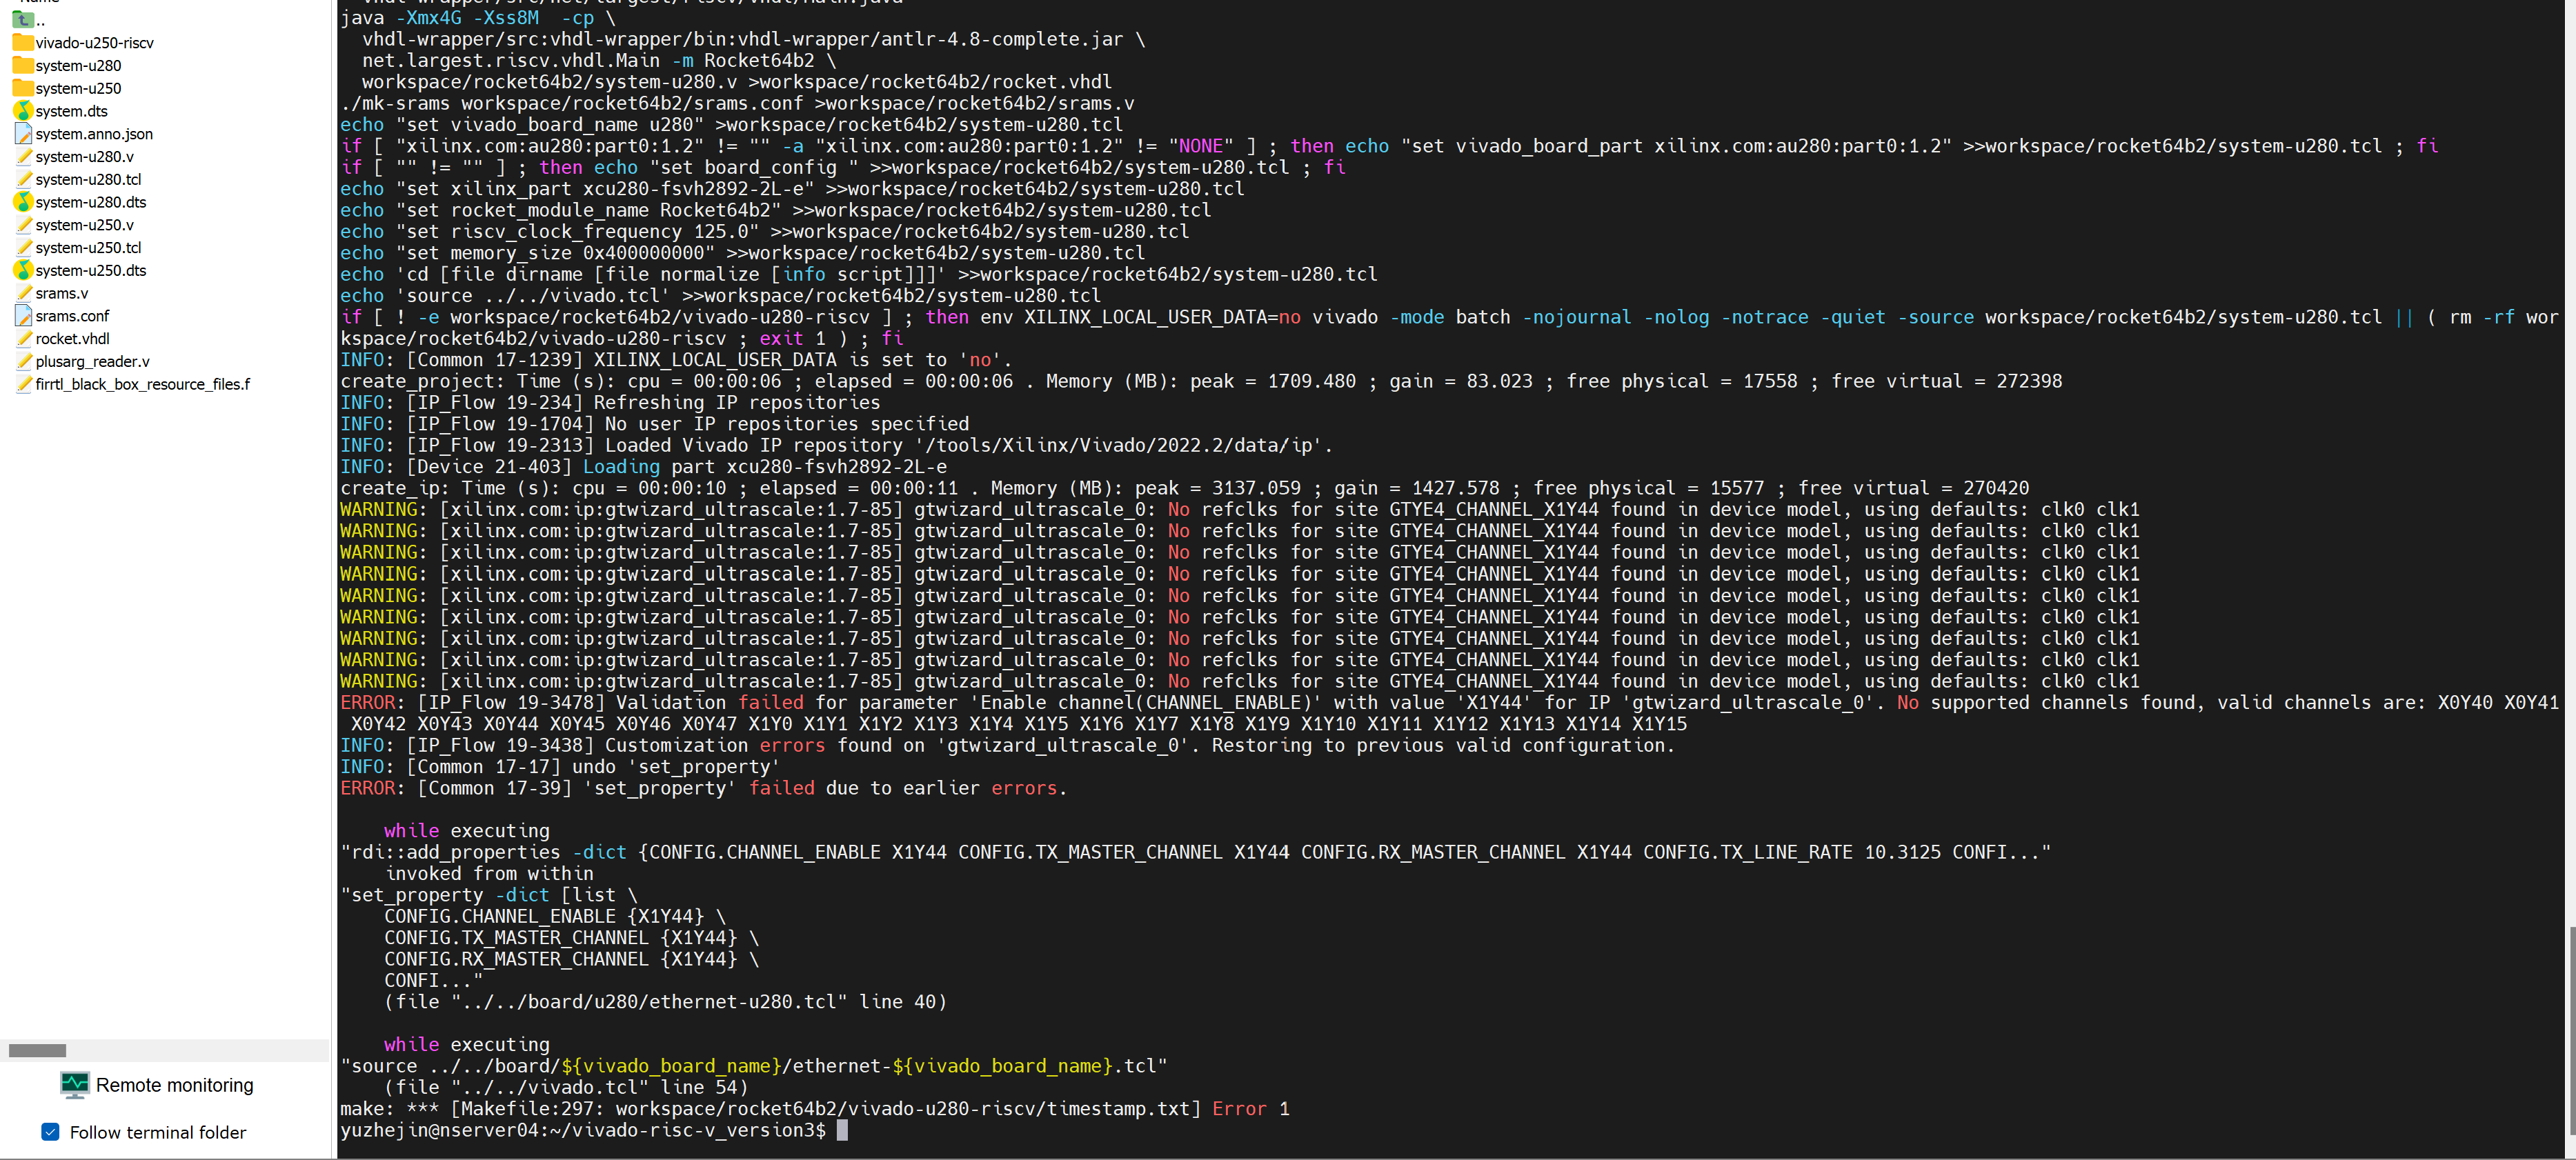 ..
vivado-u250-riscv
system-u280
system-u250
system.dts
system.anno.json
system-u280.v
system-u280.tcl
system-u280.dts
system-u250.v
system-u250.tcl
system-u250.dts
srams.v
srams.conf
rocket.vhdl
plusarg_reader.v
firrtl_black_box_resource_files.f
Remote monitoring
Follow terminal folder
java -Xmx4G -Xss8M  -cp \
  vhdl-wrapper/src:vhdl-wrapper/bin:vhdl-wrapper/antlr-4.8-complete.jar \
  net.largest.riscv.vhdl.Main -m Rocket64b2 \
  workspace/rocket64b2/system-u280.v >workspace/rocket64b2/rocket.vhdl
./mk-srams workspace/rocket64b2/srams.conf >workspace/rocket64b2/srams.v
echo "set vivado_board_name u280" >workspace/rocket64b2/system-u280.tcl
if [ "xilinx.com:au280:part0:1.2" != "" -a "xilinx.com:au280:part0:1.2" != "NONE" ] ; then echo "set vivado_board_part xilinx.com:au280:part0:1.2" >>workspace/rocket64b2/system-u280.tcl ; fi
if [ "" != "" ] ; then echo "set board_config " >>workspace/rocket64b2/system-u280.tcl ; fi
echo "set xilinx_part xcu280-fsvh2892-2L-e" >>workspace/rocket64b2/system-u280.tcl
echo "set rocket_module_name Rocket64b2" >>workspace/rocket64b2/system-u280.tcl
echo "set riscv_clock_frequency 125.0" >>workspace/rocket64b2/system-u280.tcl
echo "set memory_size 0x400000000" >>workspace/rocket64b2/system-u280.tcl
echo 'cd [file dirname [file normalize [info script]]]' >>workspace/rocket64b2/system-u280.tcl
echo 'source ../../vivado.tcl' >>workspace/rocket64b2/system-u280.tcl
if [ ! -e workspace/rocket64b2/vivado-u280-riscv ] ; then env XILINX_LOCAL_USER_DATA=no vivado -mode batch -nojournal -nolog -notrace -quiet -source workspace/rocket64b2/system-u280.tcl || ( rm -rf wor
kspace/rocket64b2/vivado-u280-riscv ; exit 1 ) ; fi
INFO: [Common 17-1239] XILINX_LOCAL_USER_DATA is set to 'no'.
create_project: Time (s): cpu = 00:00:06 ; elapsed = 00:00:06 . Memory (MB): peak = 1709.480 ; gain = 83.023 ; free physical = 17558 ; free virtual = 272398
INFO: [IP_Flow 19-234] Refreshing IP repositories
INFO: [IP_Flow 19-1704] No user IP repositories specified
INFO: [IP_Flow 19-2313] Loaded Vivado IP repository '/tools/Xilinx/Vivado/2022.2/data/ip'.
INFO: [Device 21-403] Loading part xcu280-fsvh2892-2L-e
create_ip: Time (s): cpu = 00:00:10 ; elapsed = 00:00:11 . Memory (MB): peak = 3137.059 ; gain = 1427.578 ; free physical = 15577 ; free virtual = 270420
WARNING: [xilinx.com:ip:gtwizard_ultrascale:1.7-85] gtwizard_ultrascale_0: No refclks for site GTYE4_CHANNEL_X1Y44 found in device model, using defaults: clk0 clk1
WARNING: [xilinx.com:ip:gtwizard_ultrascale:1.7-85] gtwizard_ultrascale_0: No refclks for site GTYE4_CHANNEL_X1Y44 found in device model, using defaults: clk0 clk1
WARNING: [xilinx.com:ip:gtwizard_ultrascale:1.7-85] gtwizard_ultrascale_0: No refclks for site GTYE4_CHANNEL_X1Y44 found in device model, using defaults: clk0 clk1
WARNING: [xilinx.com:ip:gtwizard_ultrascale:1.7-85] gtwizard_ultrascale_0: No refclks for site GTYE4_CHANNEL_X1Y44 found in device model, using defaults: clk0 clk1
WARNING: [xilinx.com:ip:gtwizard_ultrascale:1.7-85] gtwizard_ultrascale_0: No refclks for site GTYE4_CHANNEL_X1Y44 found in device model, using defaults: clk0 clk1
WARNING: [xilinx.com:ip:gtwizard_ultrascale:1.7-85] gtwizard_ultrascale_0: No refclks for site GTYE4_CHANNEL_X1Y44 found in device model, using defaults: clk0 clk1
WARNING: [xilinx.com:ip:gtwizard_ultrascale:1.7-85] gtwizard_ultrascale_0: No refclks for site GTYE4_CHANNEL_X1Y44 found in device model, using defaults: clk0 clk1
WARNING: [xilinx.com:ip:gtwizard_ultrascale:1.7-85] gtwizard_ultrascale_0: No refclks for site GTYE4_CHANNEL_X1Y44 found in device model, using defaults: clk0 clk1
WARNING: [xilinx.com:ip:gtwizard_ultrascale:1.7-85] gtwizard_ultrascale_0: No refclks for site GTYE4_CHANNEL_X1Y44 found in device model, using defaults: clk0 clk1
ERROR: [IP_Flow 19-3478] Validation failed for parameter 'Enable channel(CHANNEL_ENABLE)' with value 'X1Y44' for IP 'gtwizard_ultrascale_0'. No supported channels found, valid channels are: X0Y40 X0Y41
 X0Y42 X0Y43 X0Y44 X0Y45 X0Y46 X0Y47 X1Y0 X1Y1 X1Y2 X1Y3 X1Y4 X1Y5 X1Y6 X1Y7 X1Y8 X1Y9 X1Y10 X1Y11 X1Y12 X1Y13 X1Y14 X1Y15
INFO: [IP_Flow 19-3438] Customization errors found on 'gtwizard_ultrascale_0'. Restoring to previous valid configuration.
INFO: [Common 17-17] undo 'set_property'
ERROR: [Common 17-39] 'set_property' failed due to earlier errors.
    while executing
"rdi::add_properties -dict {CONFIG.CHANNEL_ENABLE X1Y44 CONFIG.TX_MASTER_CHANNEL X1Y44 CONFIG.RX_MASTER_CHANNEL X1Y44 CONFIG.TX_LINE_RATE 10.3125 CONFI..."
    invoked from within
"set_property -dict [list \
    CONFIG.CHANNEL_ENABLE {X1Y44} \
    CONFIG.TX_MASTER_CHANNEL {X1Y44} \
    CONFIG.RX_MASTER_CHANNEL {X1Y44} \
    CONFI..."
    (file "../../board/u280/ethernet-u280.tcl" line 40)
    while executing
"source ../../board/${vivado_board_name}/ethernet-${vivado_board_name}.tcl"
    (file "../../vivado.tcl" line 54)
make: *** [Makefile:297: workspace/rocket64b2/vivado-u280-riscv/timestamp.txt] Error 1
yuzhejin@nserver04:~/vivado-risc-v_version3$